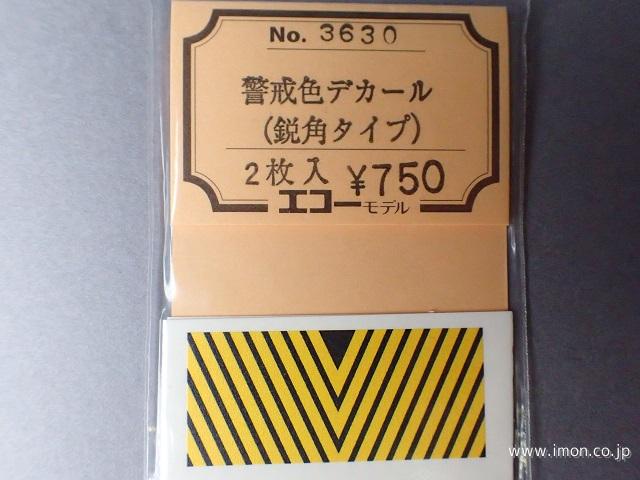 No. 3630
警戒色デカール
(鋭角タイプ)
2枚入 ¥750
エコーモデル
www.imon.co.jp